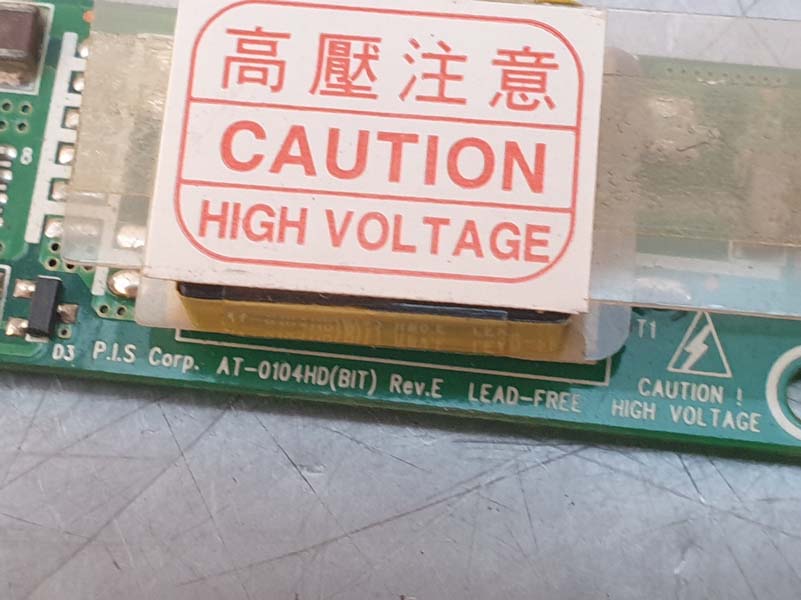 高壓注意
CAUTION
HIGH VOLTAGE
8
D3 P.I.S Corp. AT-0104HD(BIT) Rev.E LEAD-FREE
T1
CAUTION !
HIGH VOLTAGE